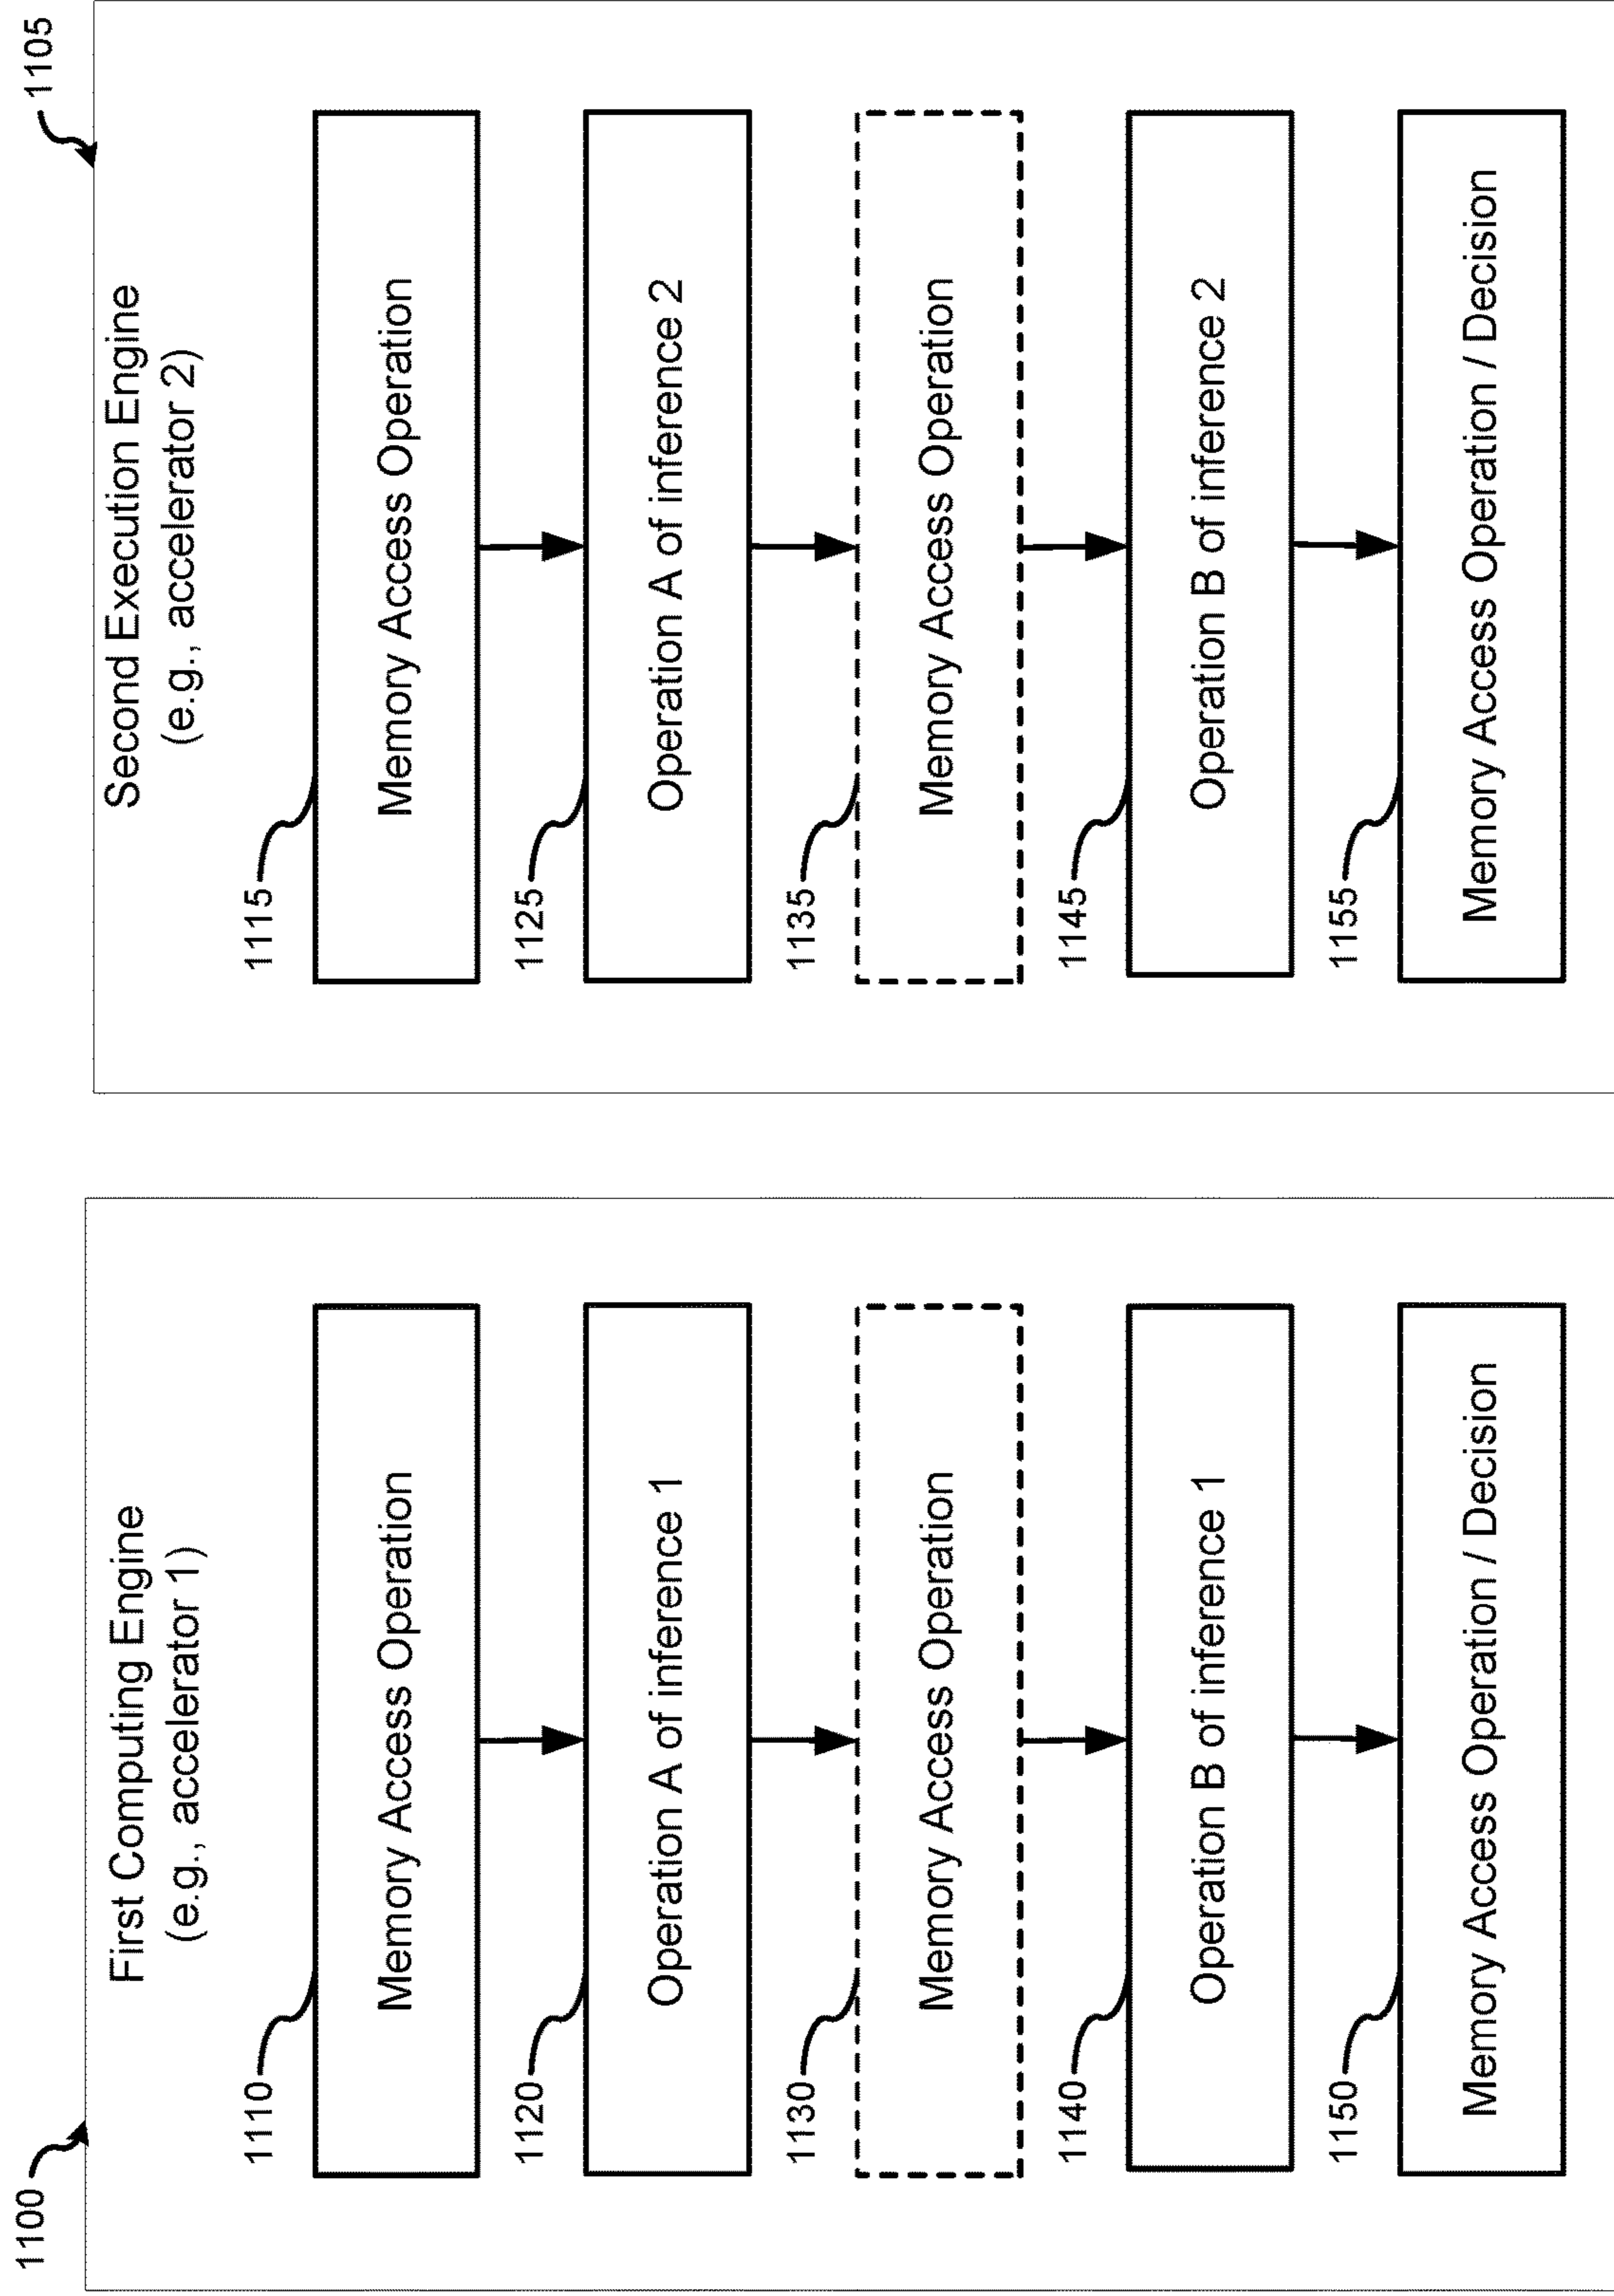 1100
First Computing Engine
(e.g., accelerator 1)
1110
Memory Access Operation
1120
Operation A of inference 1
1130
Memory Access Operation
1140
Operation B of inference 1
1150
Memory Access Operation / Decision
1105
Second Execution Engine
(e.g., accelerator 2)
1115
Memory Access Operation
1125
Operation A of inference 2
1135
Memory Access Operation
1145
Operation B of inference 2
1155
Memory Access Operation / Decision